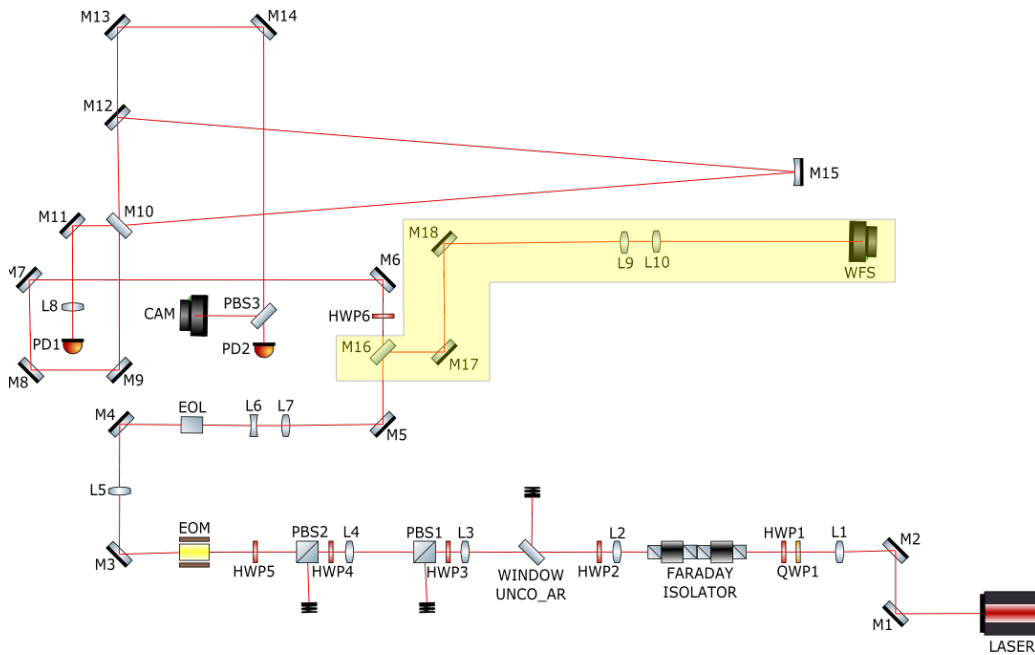 M13
M14
M12
M15
M11
M10
M18
M7
M6
L9
L10
WFS
L8
CAM
PBS3
HWP6
PD1
PD2
M16
M17
M8
M9
M4
EOL
L6
L7
M5
L5
EOM
PBS2
L4
PBS1
L3
L2
HWP1
L1
M2
M3
HWP5
HWP4
HWP3
WINDOW
UNCO_AR
HWP2
FARADAY
ISOLATOR
QWP1
M1
LASER